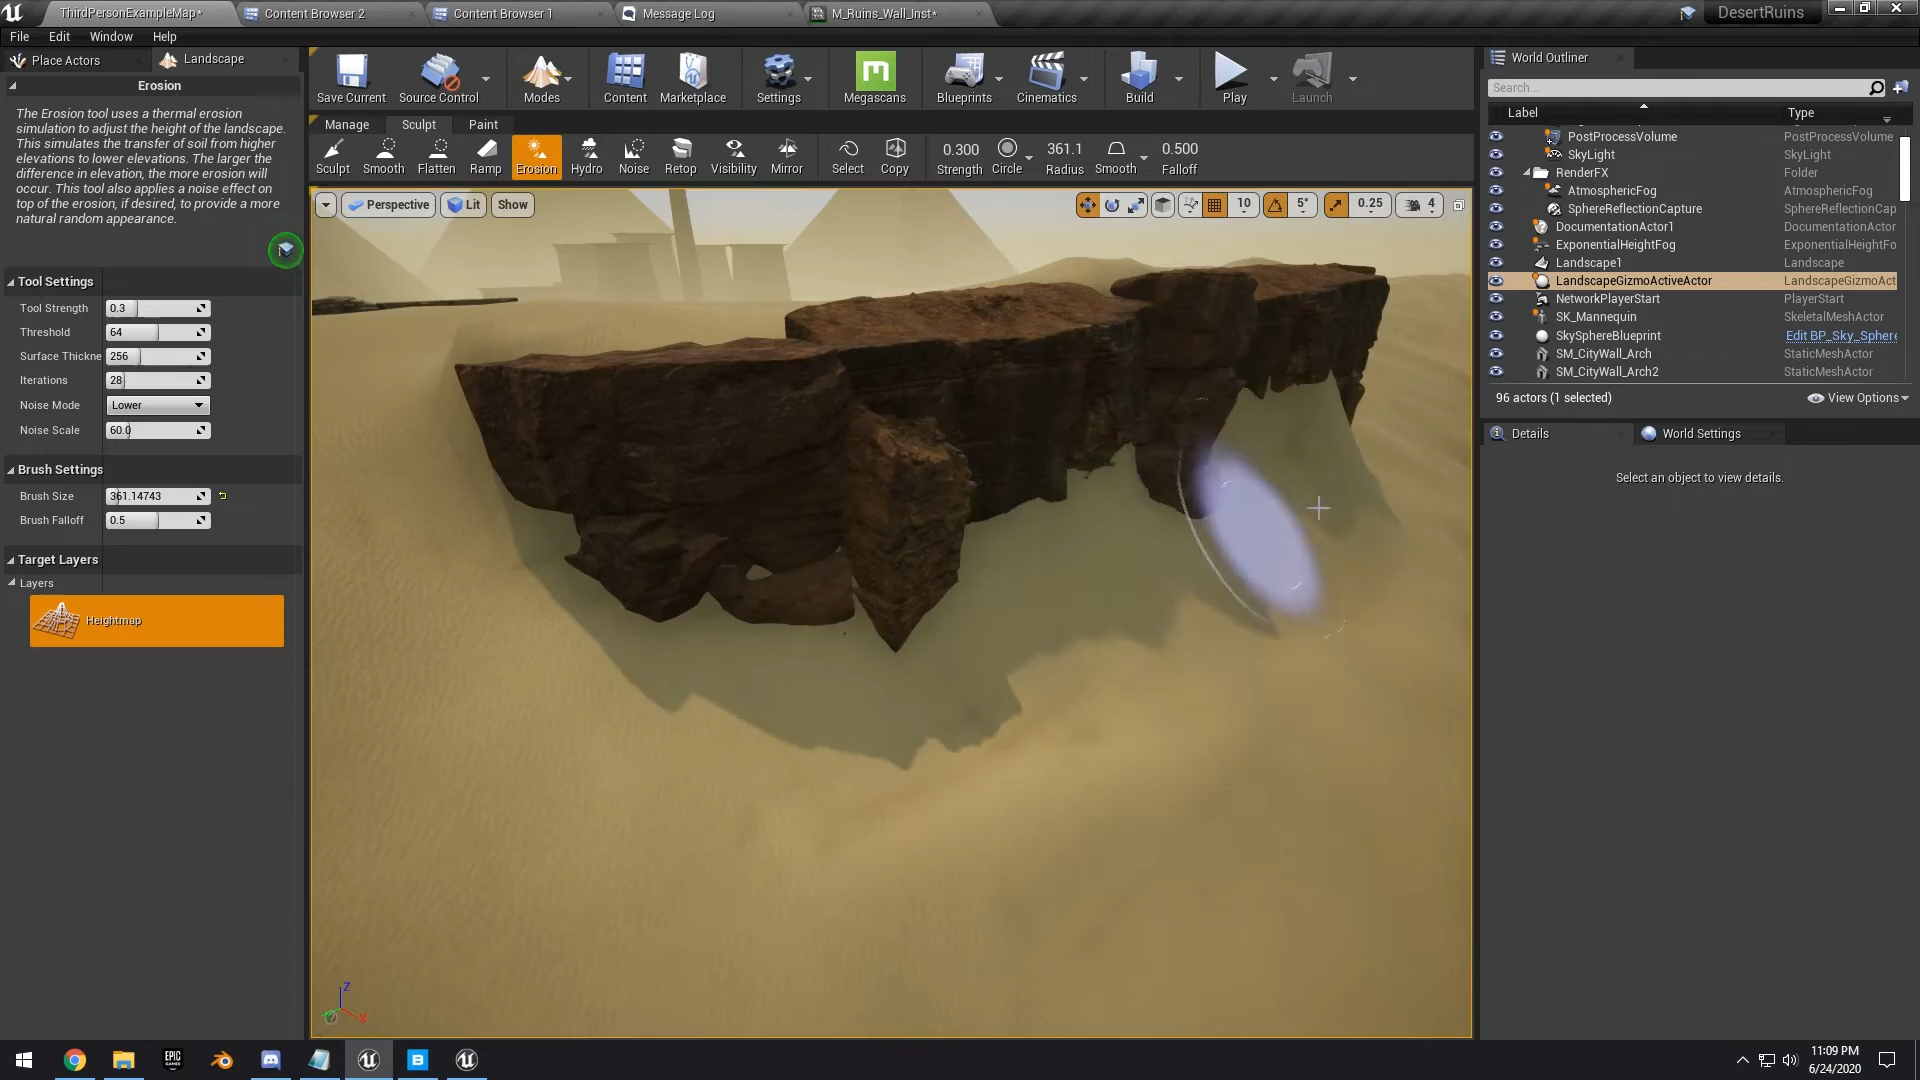 ThirdPersonExampleMap*
Content Browser 2
Content Browser 1
Message Log
M_Ruins_Wall_Inst*
DesertRuins
File
Edit
Window
Help
Place Actors
Landscape
Erosion
The Erosion tool uses a thermal erosion
simulation to adjust the height of the landscape.
This simulates the transfer of soil from higher
elevations to lower elevations. The larger the
difference in elevation, the more erosion will
occur. This tool also applies a noise effect on
top of the erosion, if desired, to provide a more
natural random appearance.
Tool Settings
Tool Strength 0.3
Threshold 64
Surface Thickne 256
Iterations 28
Noise Mode Lower
Noise Scale 60.0
Brush Settings
Brush Size 361.14743
Brush Falloff 0.5
Target Layers
Layers
Heightmap
Save Current
Source Control
Modes
Content
Marketplace
Settings
Megascans
Blueprints
Cinematics
Build
Play
Launch
Manage
Sculpt
Paint
Sculpt
Smooth
Flatten
Ramp
Erosion
Hydro
Noise
Retop
Visibility
Mirror
Select
Copy
0.300
Strength
Circle
361.1
Radius
Smooth
0.500
Falloff
Perspective
Lit
Show
10
5°
0.25
4
Z
X
World Outliner
Search...
Label
Type
PostProcessVolume PostProcessVolume
SkyLight SkyLight
RenderFX Folder
AtmosphericFog AtmosphericFog
SphereReflectionCapture SphereReflectionCap
DocumentationActor1 DocumentationActor
ExponentialHeightFog ExponentialHeightFo
Landscape1 Landscape
LandscapeGizmoActiveActor LandscapeGizmoAct
NetworkPlayerStart PlayerStart
SK_Mannequin SkeletalMeshActor
SkySphereBlueprint Edit BP_Sky_Sphere
SM_CityWall_Arch StaticMeshActor
SM_CityWall_Arch2 StaticMeshActor
96 actors (1 selected)
View Options
Details
World Settings
Select an object to view details.
EPIC
GAMES
11:09 PM
6/24/2020